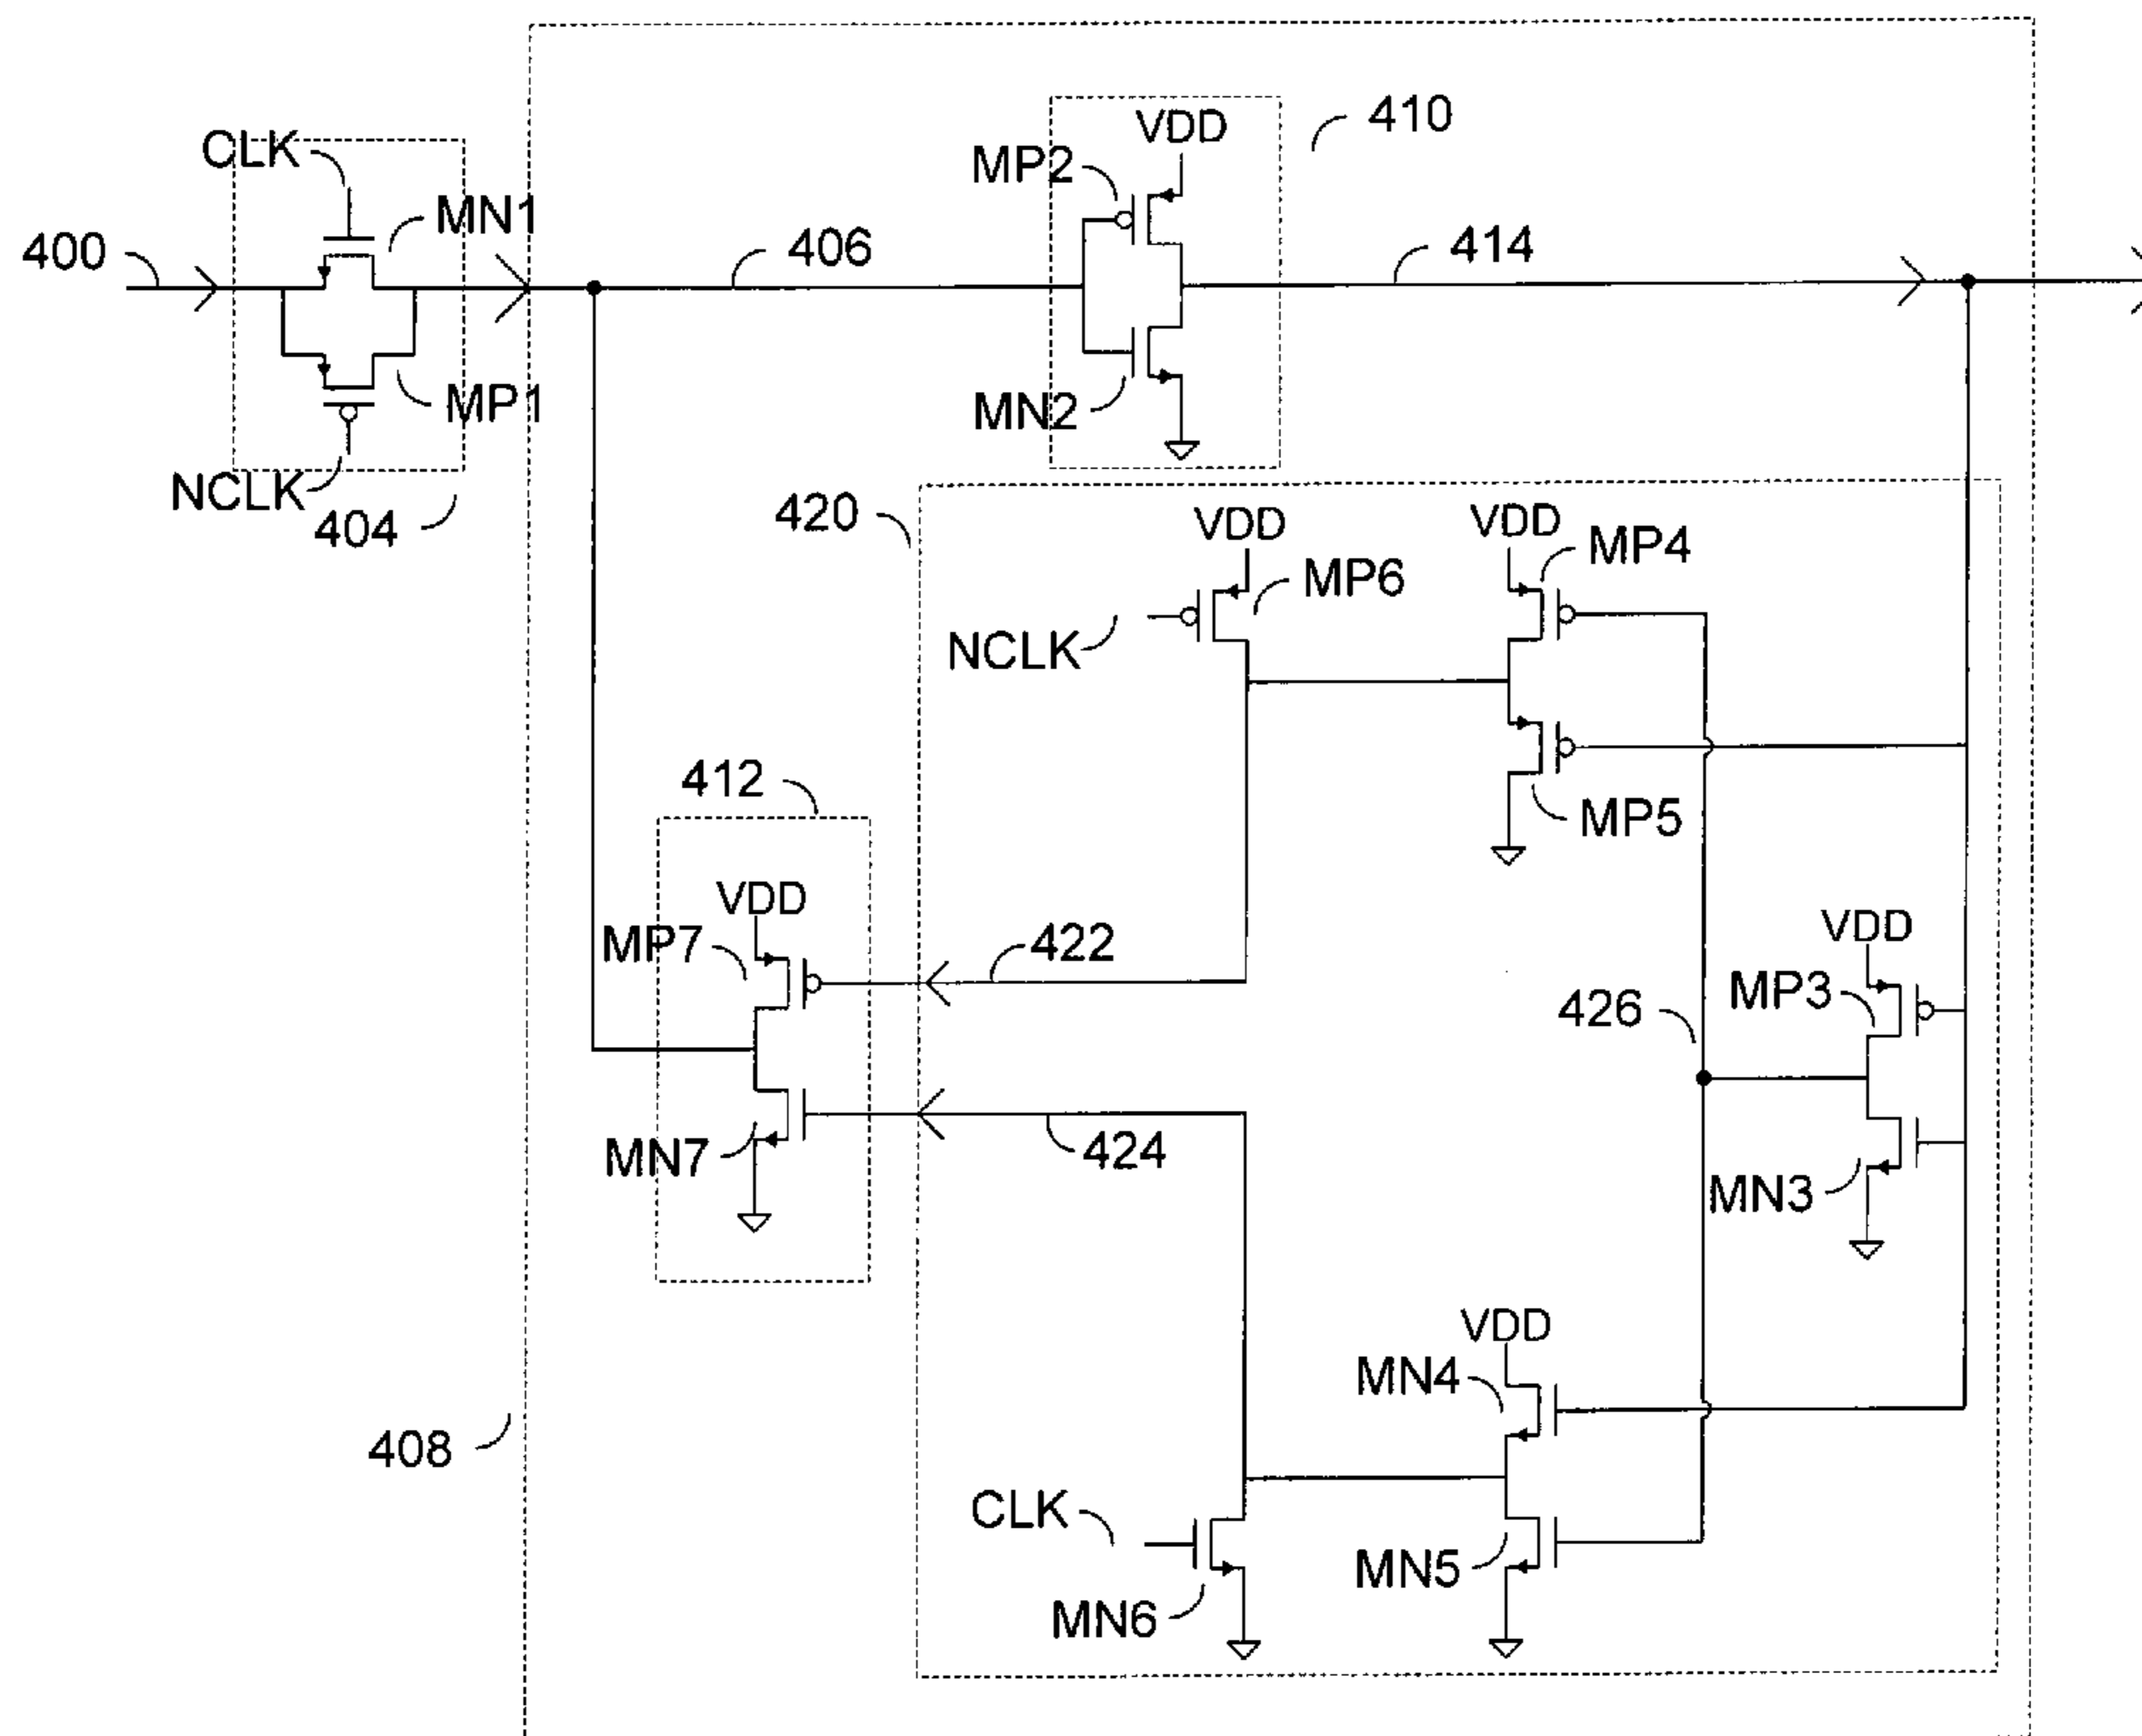 410
VDD
CLK
MP2
MN1
400
406
414
MP1
MN2
NCLK
404
420
VDD
VDD
MP4
MP6
NCLK
412
MP5
VDD
VDD
MP7
422
MP3
426
424
MN7
MN3
VDD
MN4
408
CLK
MN5
MN6